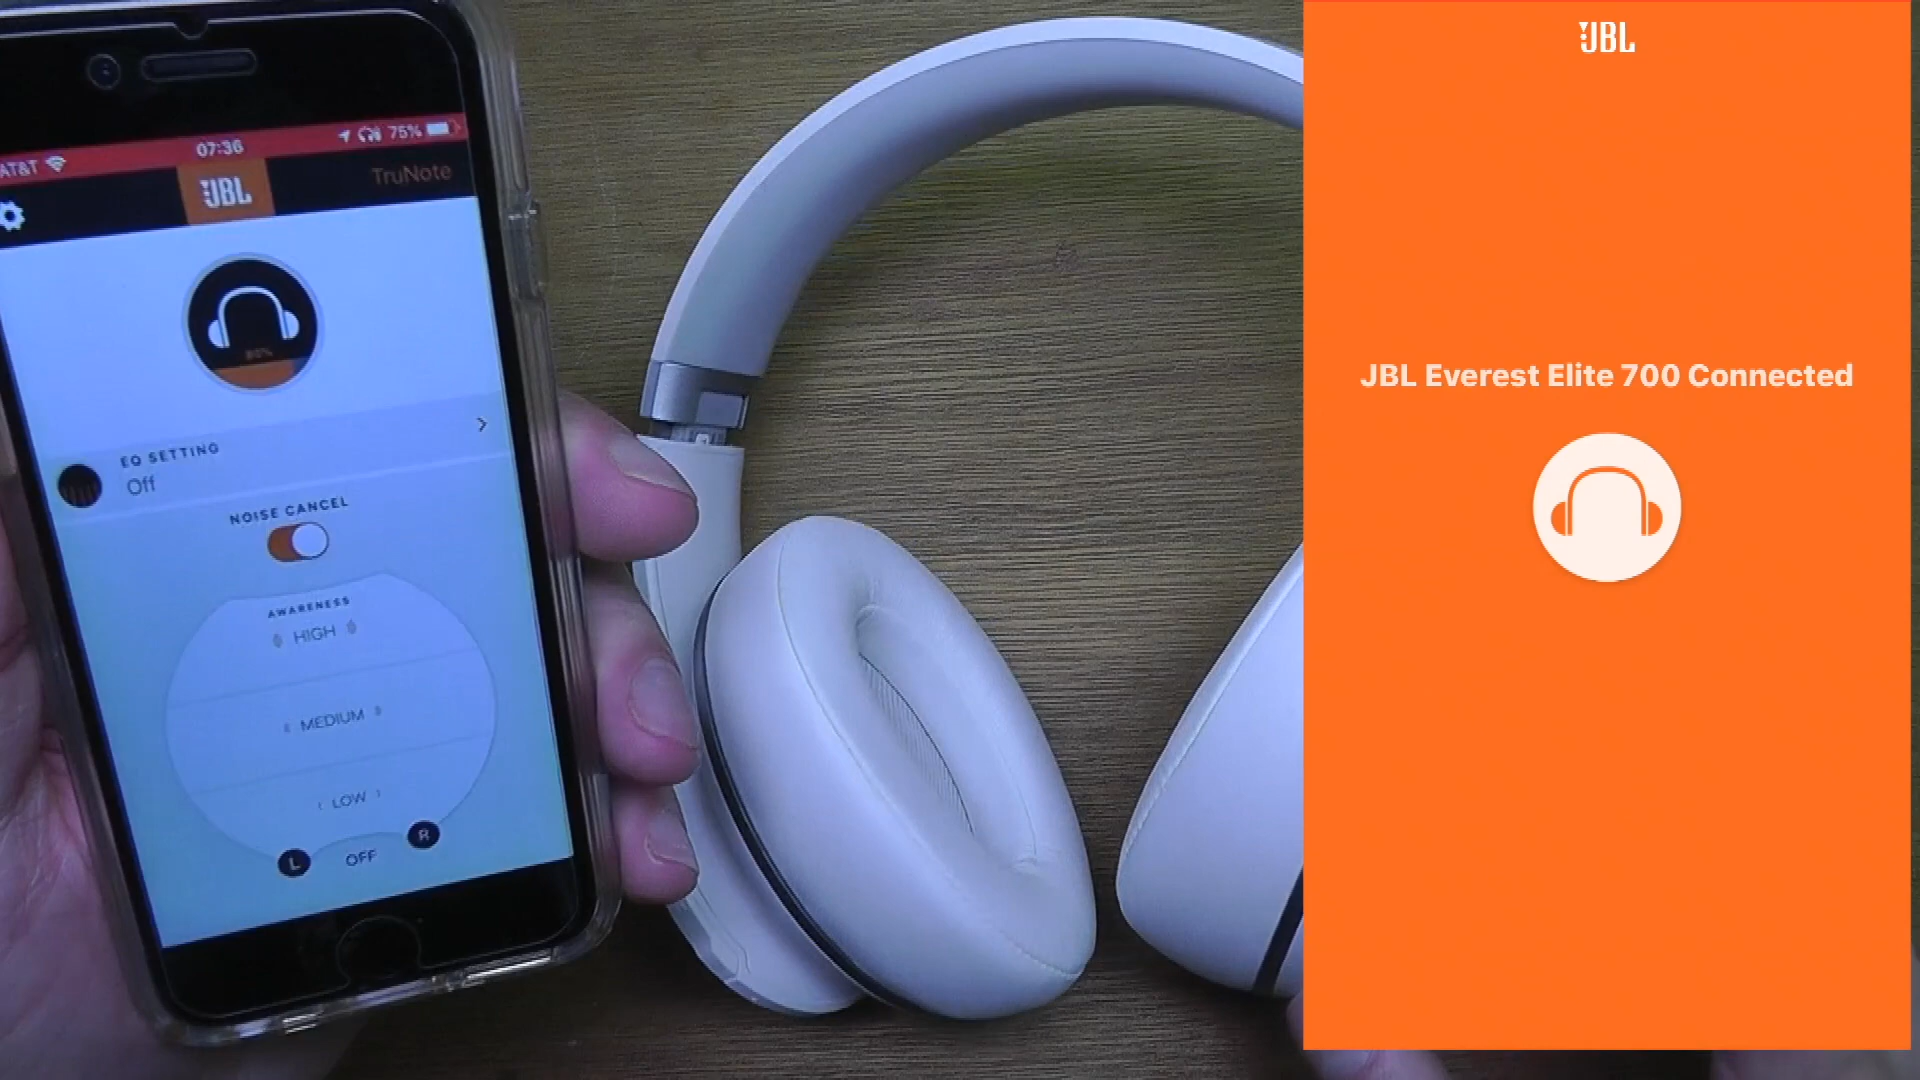 AT&T 07:36 75%
JBL TruNote
80%
EQ SETTING
Off
NOISE CANCEL
AWARENESS
HIGH
MEDIUM
LOW
L OFF R
JBL
JBL Everest Elite 700 Connected